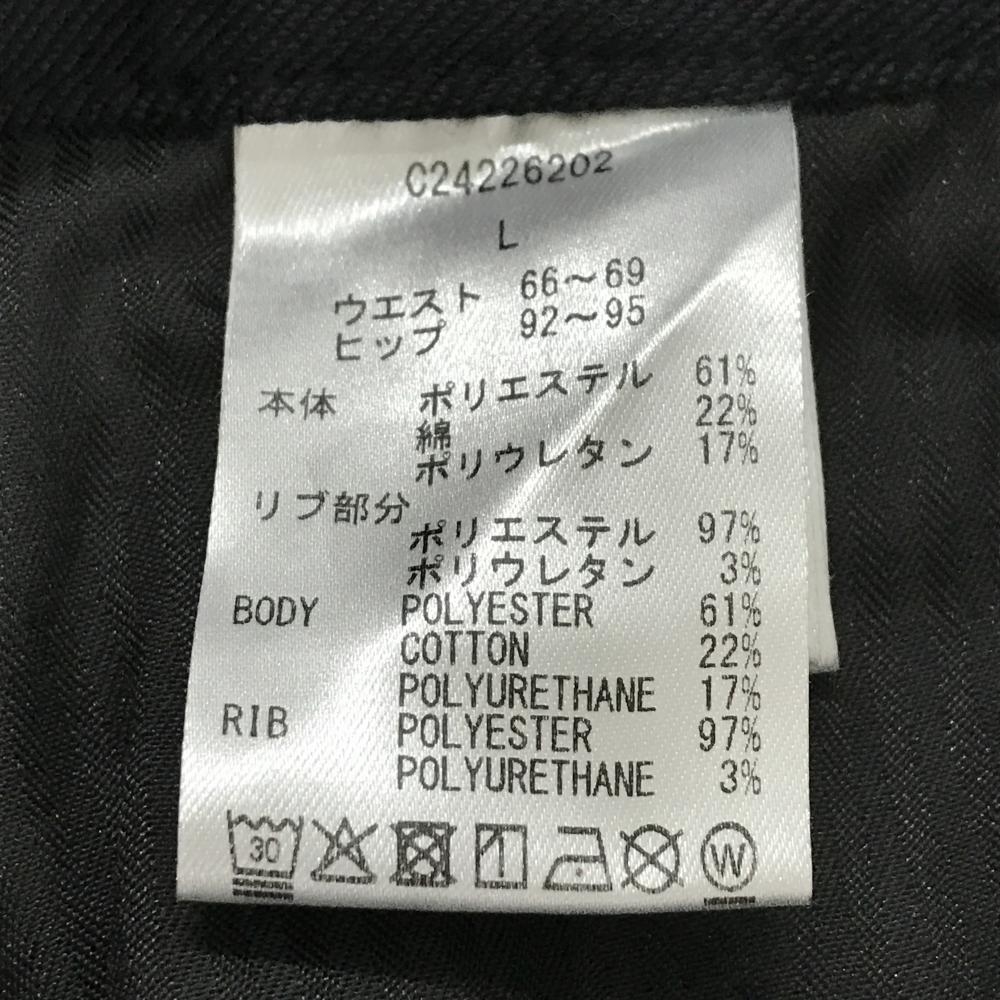 C24226202
L
ウエスト 66～69
ヒップ 92～95
本体 ポリエステル 61%
綿 22%
ポリウレタン 17%
リブ部分 ポリエステル 97%
ポリウレタン 3%
BODY POLYESTER 61%
COTTON 22%
POLYURETHANE 17%
RIB POLYESTER 97%
POLYURETHANE 3%
30 W